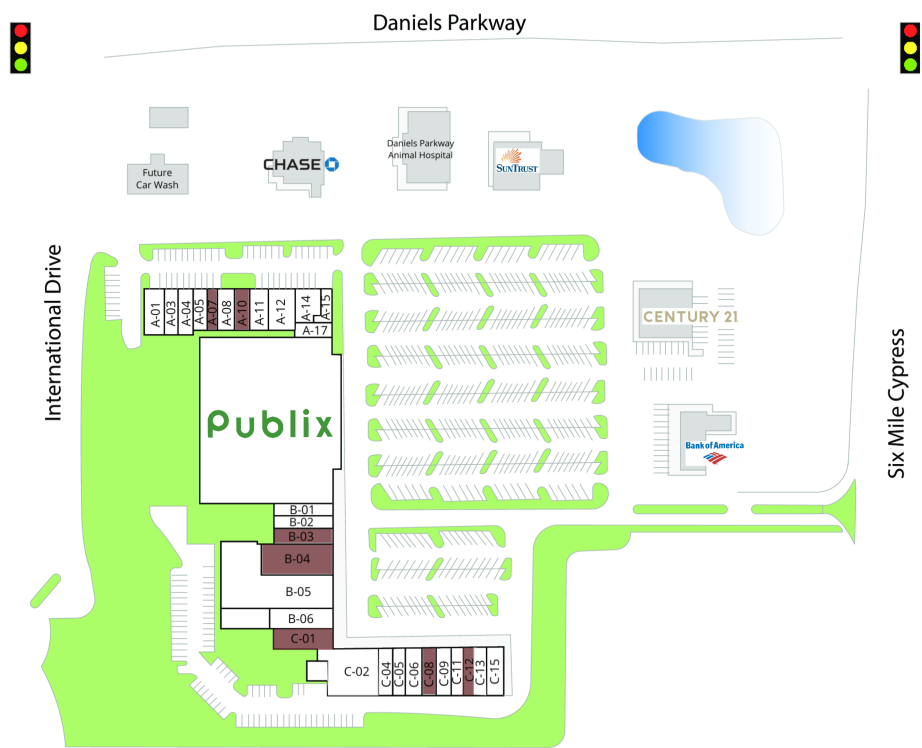 Daniels Parkway
CHASE
Daniels Parkway
Animal Hospital
SUNTRUST
Future
Car Wash
International Drive
A-01
A-03
A-04
A-05
A-07
A-08
A-10
A-11
A-12
A-14
A-15
A-17
CENTURY 21
Publix
Bank of America
Six Mile Cypress
B-01
B-02
B-03
B-04
B-05
B-06
C-01
C-02
C-04
C-05
C-06
C-08
C-09
C-11
C-12
C-13
C-15